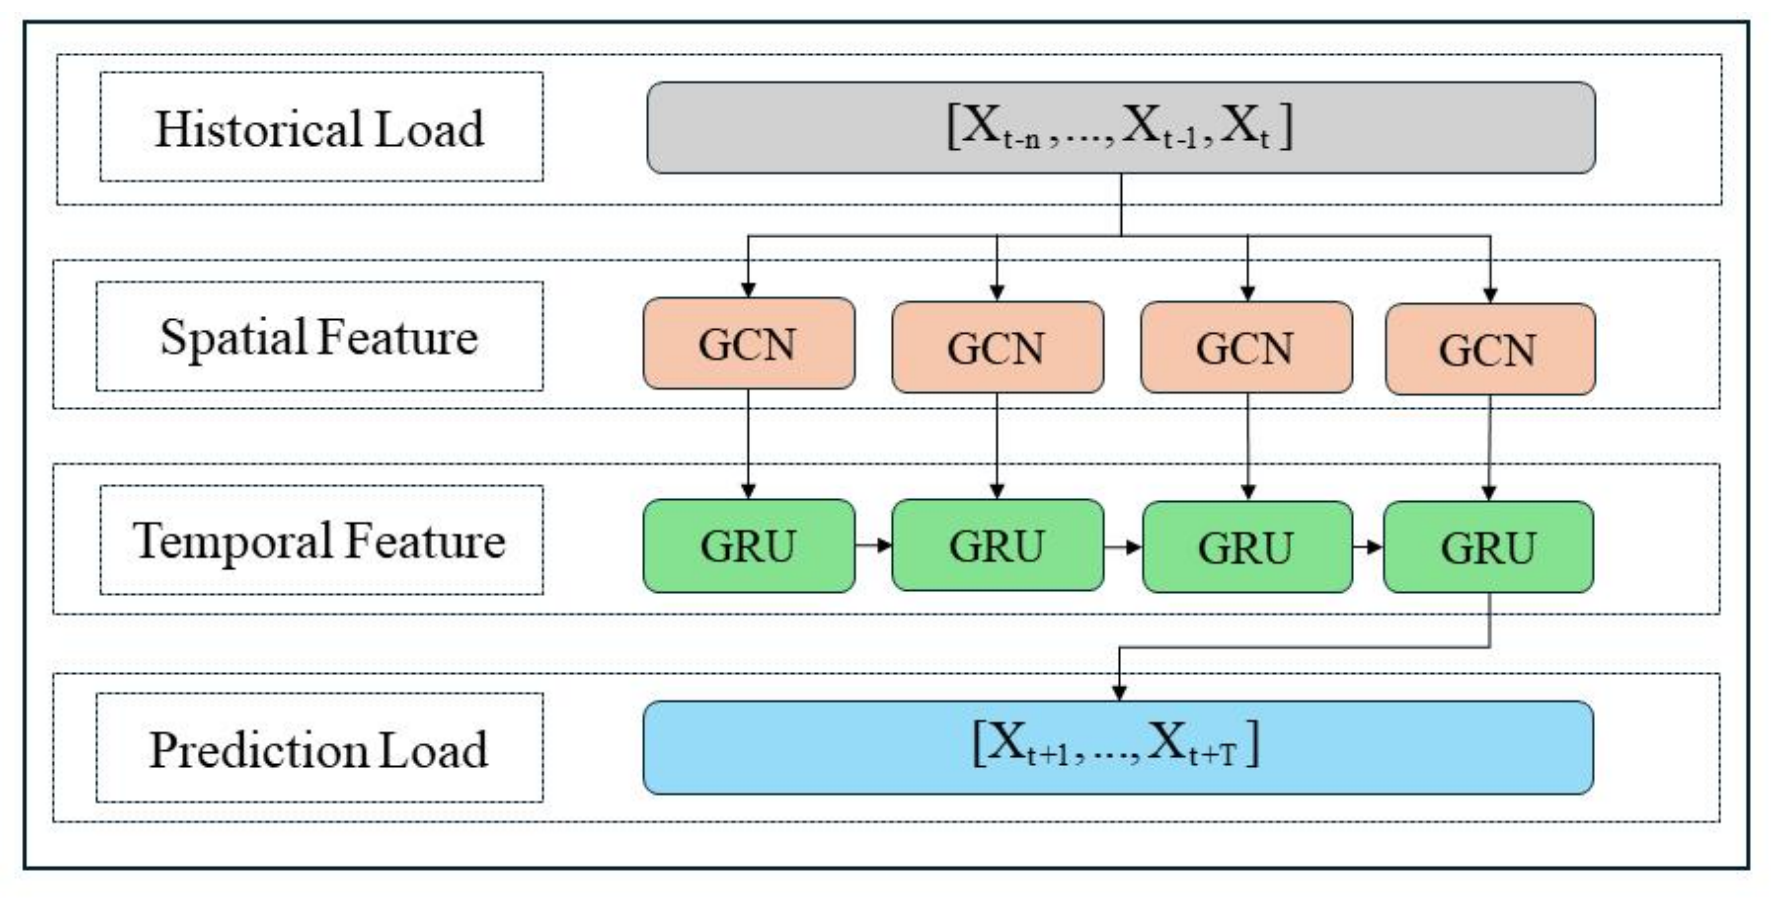 Historical Load
[X_{t-n},...,X_{t-1},X_t]
Spatial Feature
GCN GCN GCN GCN
Temporal Feature
GRU GRU GRU GRU
Prediction Load
[X_{t+1},...,X_{t+T}]